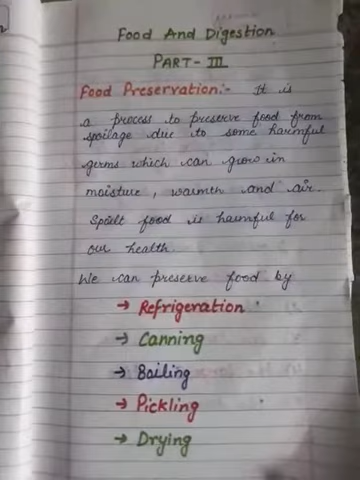 Food And Digestion
PART-III
Food Preservation:- It is
a process to preserve food from
spoilage due to some harmful
germs which can grow in
moisture, warmth and air.
Spoilt food is harmful for
our health.
We can preserve food by
→ Refrigeration
→ Canning
→ Boiling
→ Pickling
→ Drying